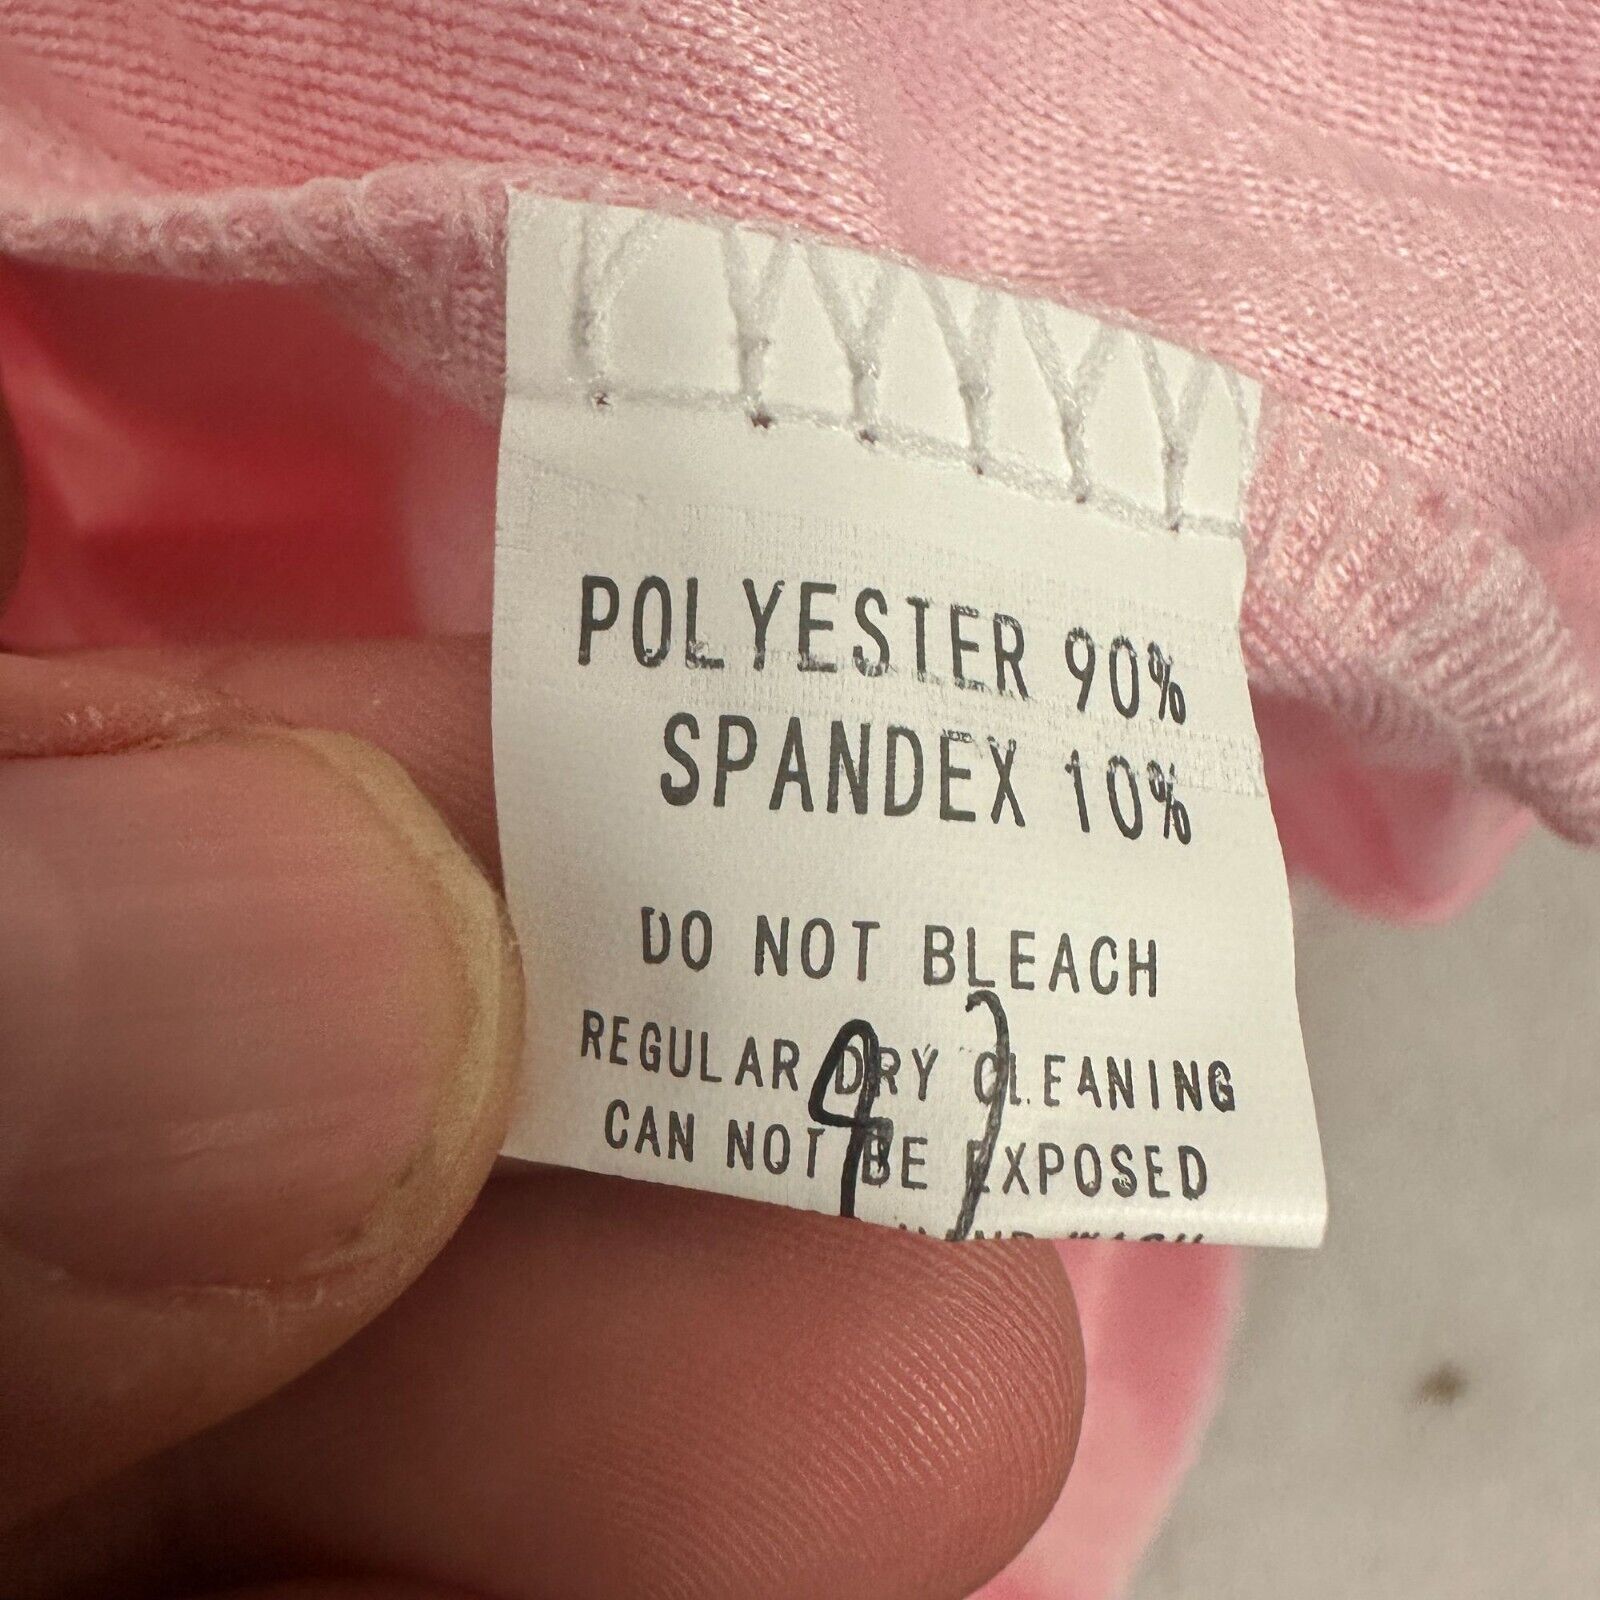 POLYESTER 90%
SPANDEX 10%
DO NOT BLEACH
REGULAR DRY CLEANING
CAN NOT BE EXPOSED